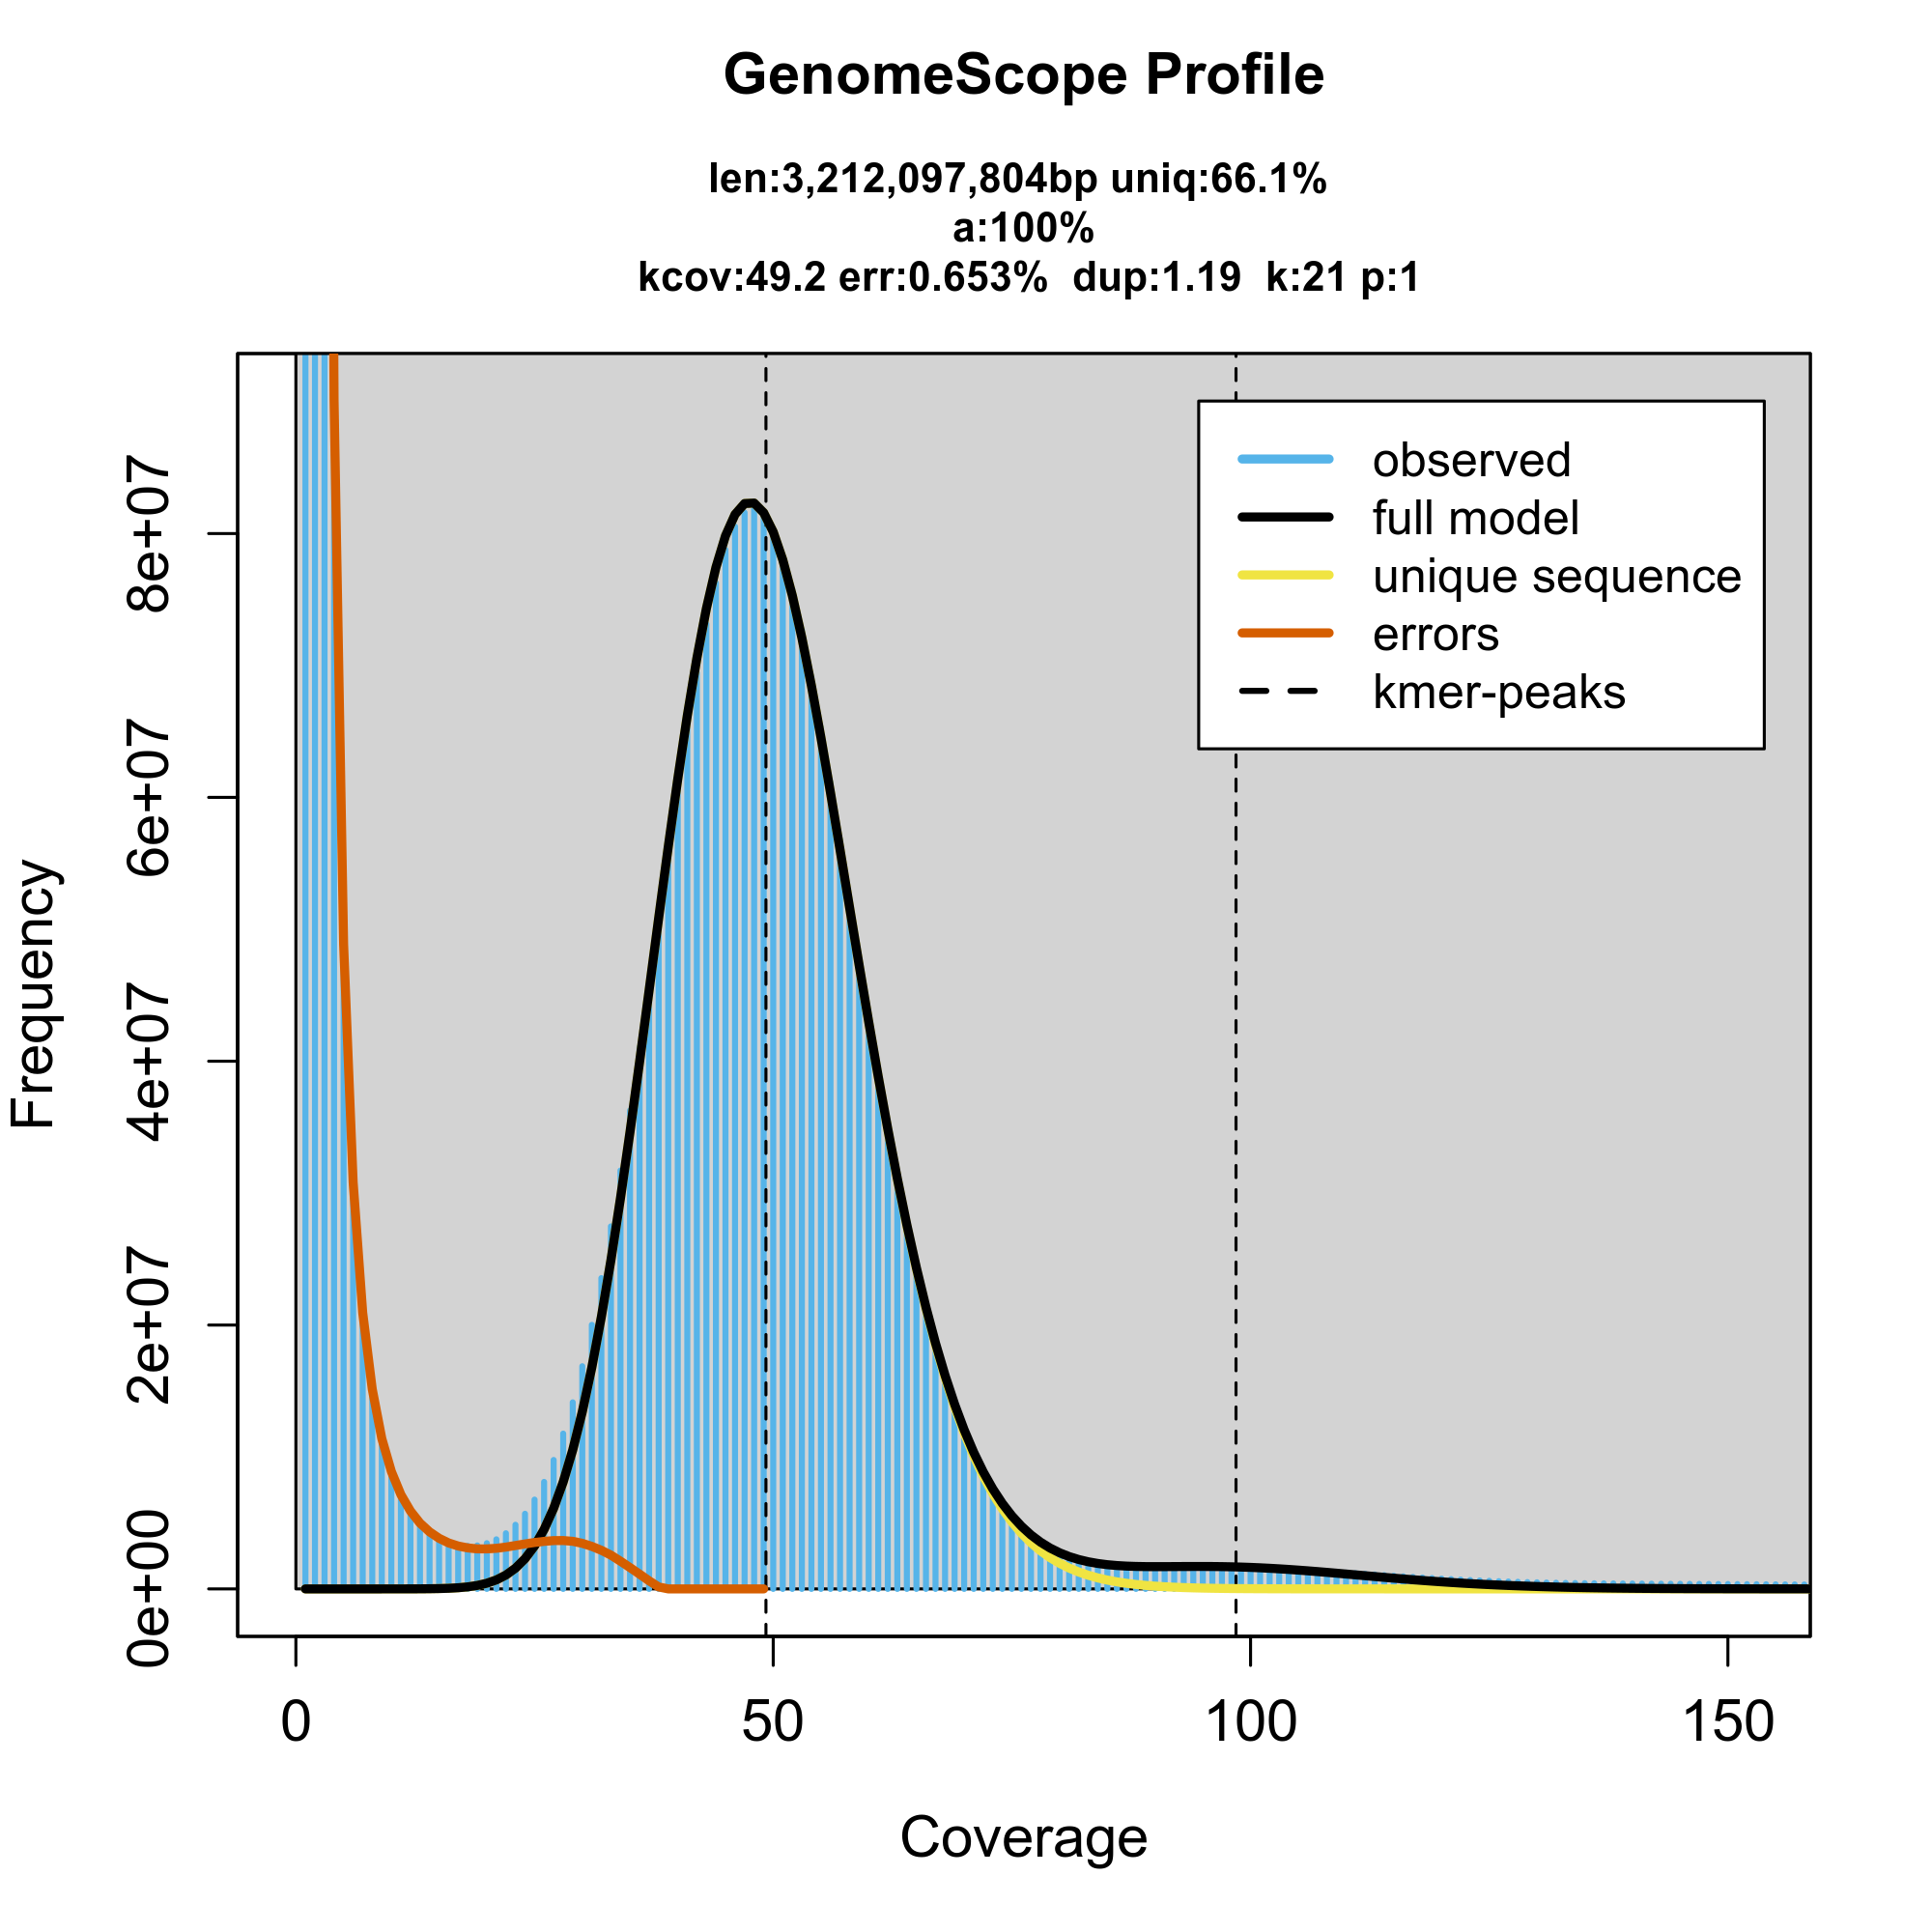 GenomeScope Profile
len:3,212,097,804bp uniq:66.1%
a:100%
kcov:49.2 err:0.653% dup:1.19 k:21 p:1
observed
full model
unique sequence
errors
kmer-peaks
Frequency
8e+07
6e+07
4e+07
2e+07
0e+00
0 50 100 150
Coverage